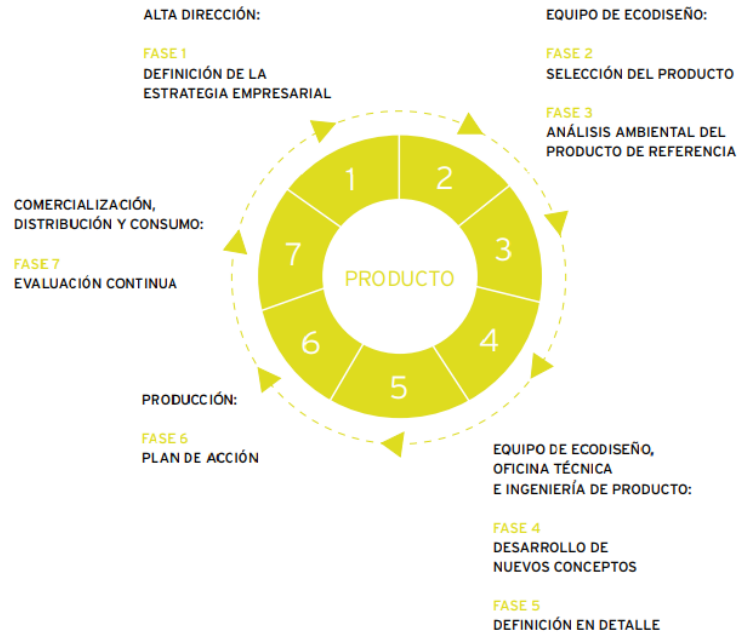 ALTA DIRECCIÓN:
FASE 1
DEFINICIÓN DE LA
ESTRATEGIA EMPRESARIAL
EQUIPO DE ECODISEÑO:
FASE 2
SELECCIÓN DEL PRODUCTO
FASE 3
ANÁLISIS AMBIENTAL DEL
PRODUCTO DE REFERENCIA
COMERCIALIZACIÓN,
DISTRIBUCIÓN Y CONSUMO:
FASE 7
EVALUACIÓN CONTINUA
1
2
3
4
5
6
7
PRODUCTO
PRODUCCIÓN:
FASE 6
PLAN DE ACCIÓN
EQUIPO DE ECODISEÑO,
OFICINA TÉCNICA
E INGENIERÍA DE PRODUCTO:
FASE 4
DESARROLLO DE
NUEVOS CONCEPTOS
FASE 5
DEFINICIÓN EN DETALLE